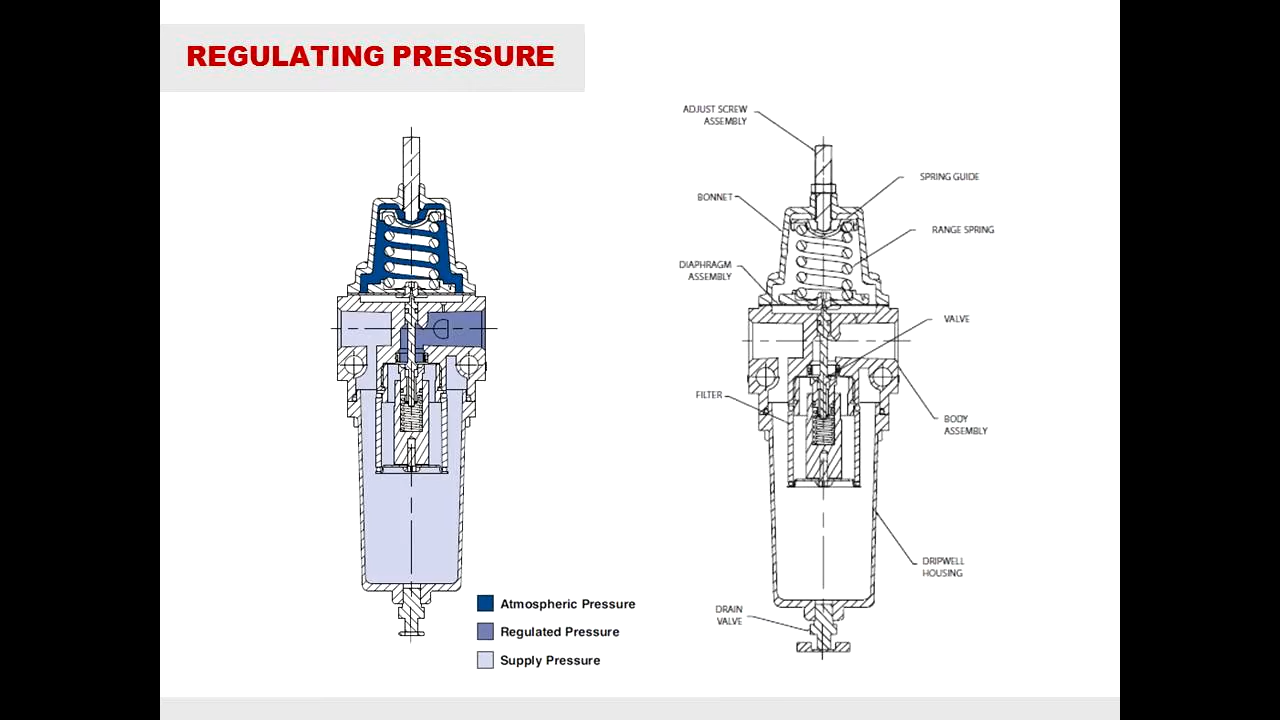 REGULATING PRESSURE
ADJUST SCREW
ASSEMBLY
SPRING GUIDE
BONNET
RANGE SPRING
DIAPHRAGM
ASSEMBLY
VALVE
FILTER
BODY
ASSEMBLY
DRIPWELL
HOUSING
DRAIN
VALVE
Atmospheric Pressure
Regulated Pressure
Supply Pressure